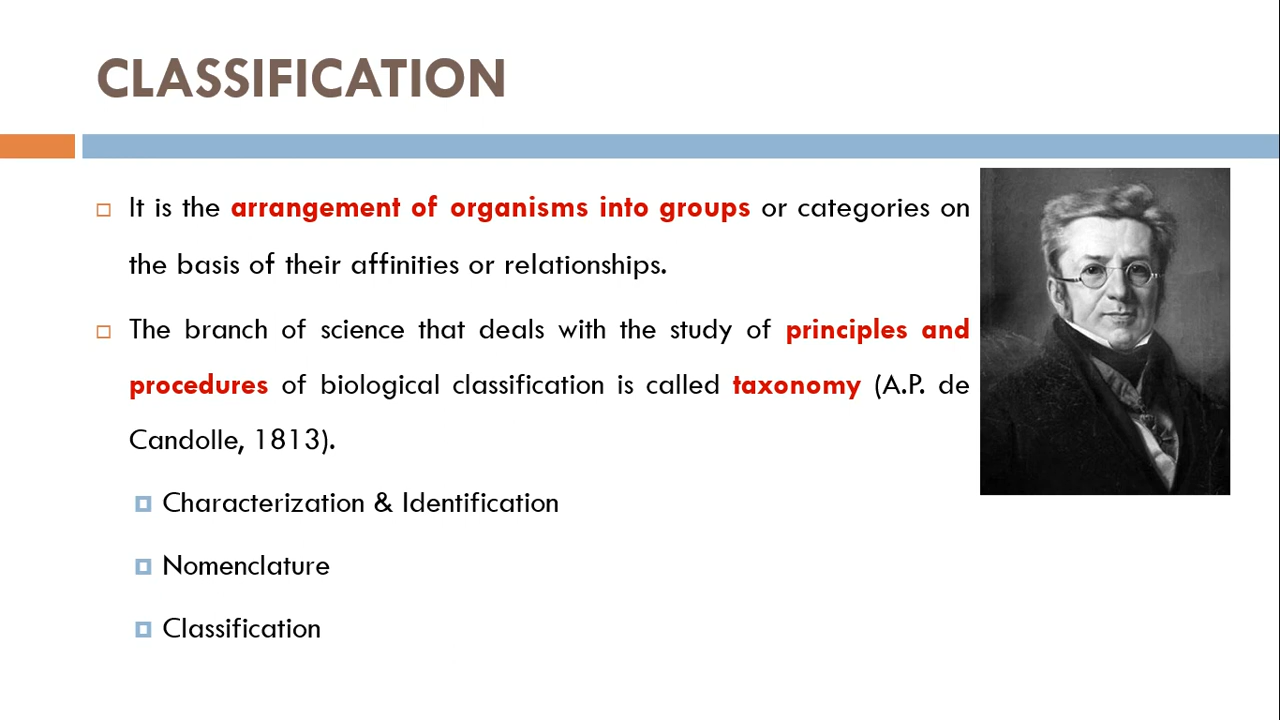 CLASSIFICATION
It is the arrangement of organisms into groups or categories on
the basis of their affinities or relationships.
The branch of science that deals with the study of principles and
procedures of biological classification is called taxonomy (A.P. de
Candolle, 1813).
Characterization & Identification
Nomenclature
Classification